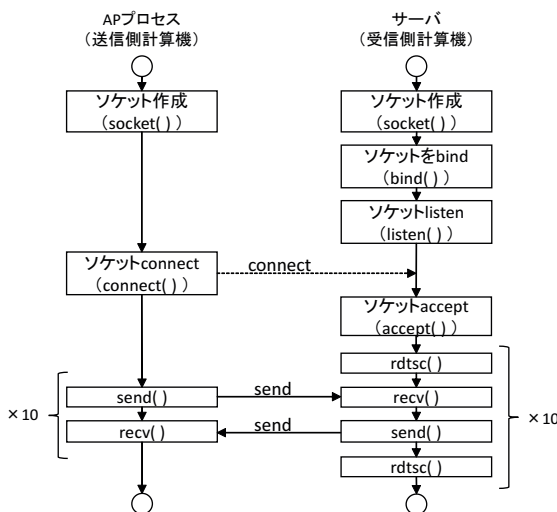 APプロセス
（送信側計算機）
サーバ
（受信側計算機）
ソケット作成
（socket( ) ）
ソケット作成
（socket( ) ）
ソケットをbind
（bind( ) ）
ソケットlisten
（listen( ) ）
ソケットconnect
（connect( ) ）
connect
ソケットaccept
（accept( ) ）
rdtsc( )
× 10
send( )
send
recv( )
recv( )
send
send( )
× 10
rdtsc( )